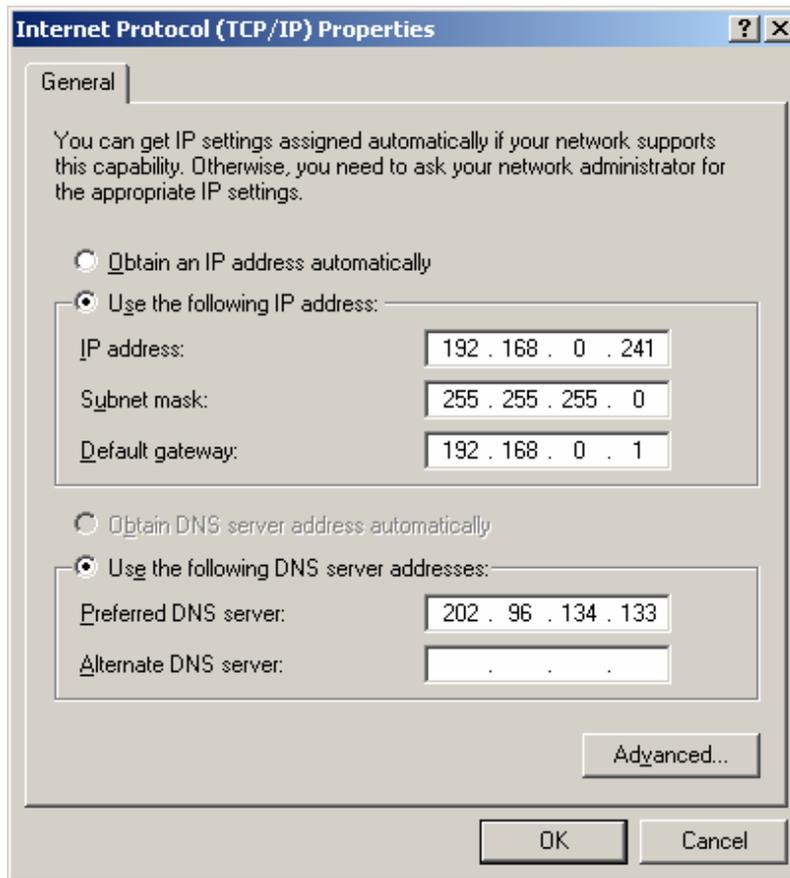 Internet Protocol (TCP/IP) Properties
General
You can get IP settings assigned automatically if your network supports
this capability. Otherwise, you need to ask your network administrator for
the appropriate IP settings.
Obtain an IP address automatically
Use the following IP address:
IP address: 192 . 168 . 0 . 241
Subnet mask: 255 . 255 . 255 . 0
Default gateway: 192 . 168 . 0 . 1
Obtain DNS server address automatically
Use the following DNS server addresses:
Preferred DNS server: 202 . 96 . 134 . 133
Alternate DNS server: . . .
Advanced...
OK Cancel